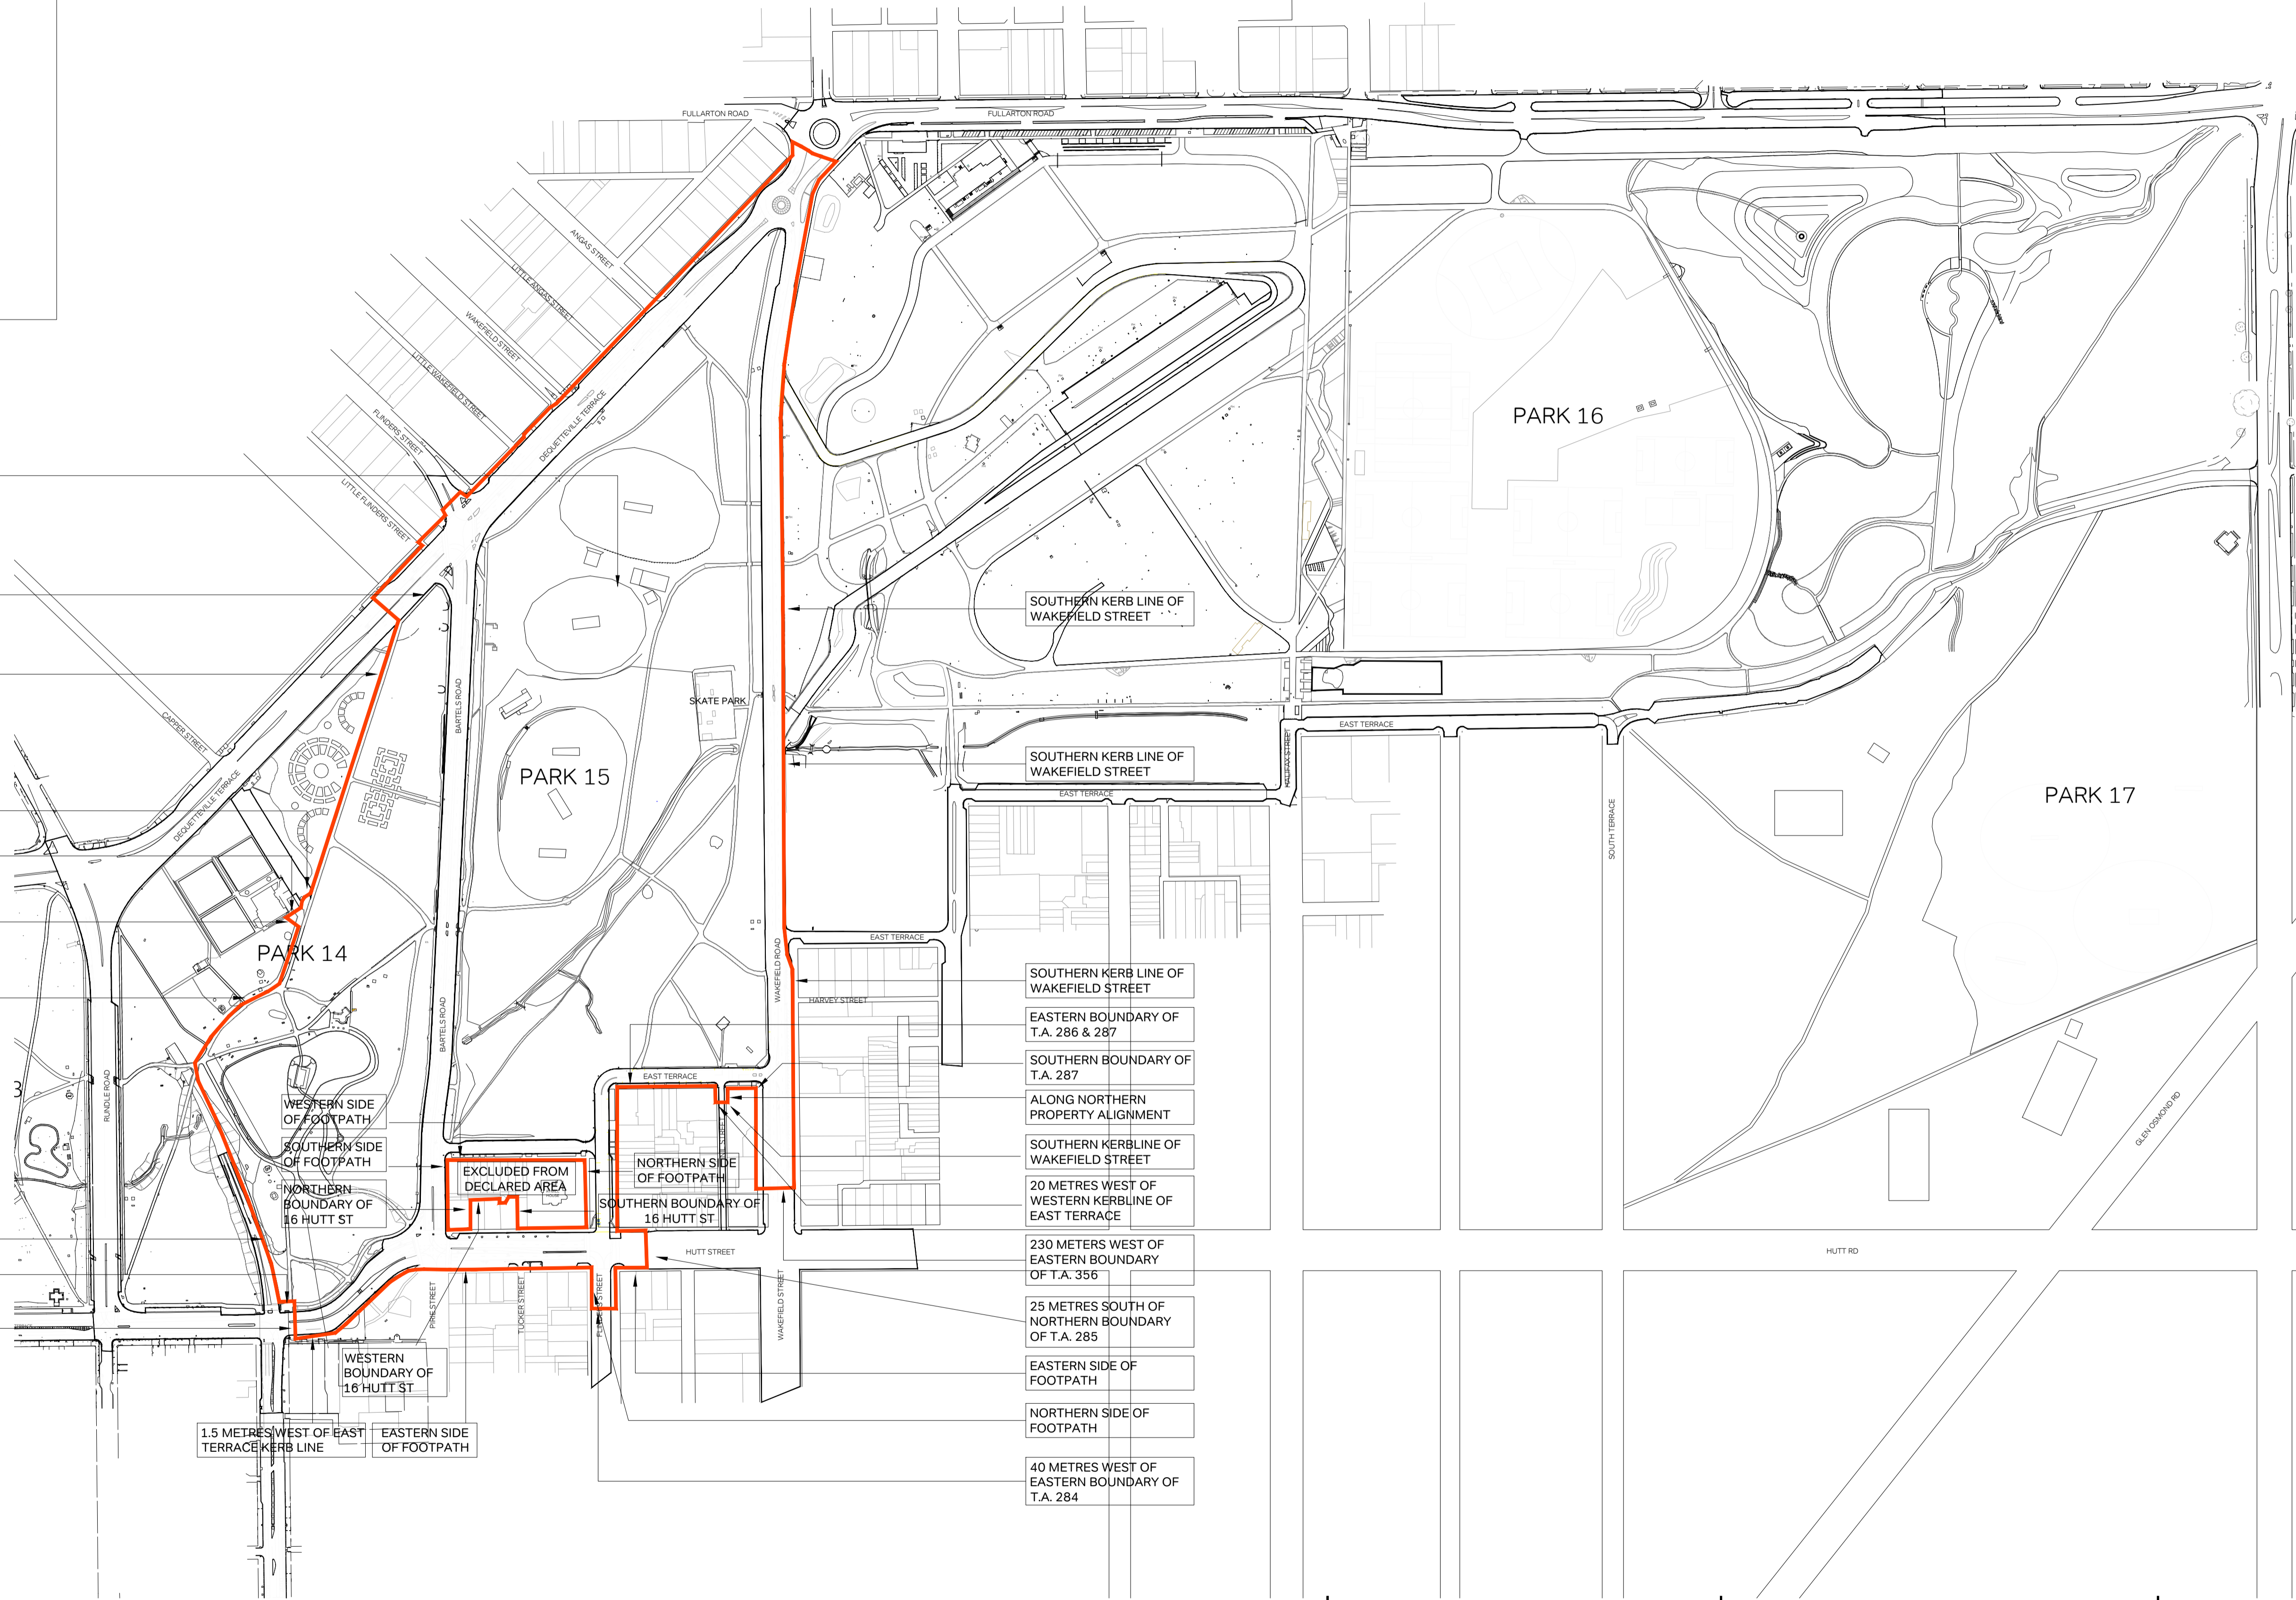 FULLARTON ROAD
FULLARTON ROAD
ANGAS STREET
LITTLE ANGAS STREET
WAKEFIELD STREET
LITTLE WAKEFIELD STREET
FLINDERS STREET
LITTLE FLINDERS STREET
DEQUETTEVILLE TERRACE
PARK 16
SOUTHERN KERB LINE OF
WAKEFIELD STREET
CAPPER STREET
BARTELS ROAD
SKATE PARK
EAST TERRACE
HALIFAX STREET
SOUTHERN KERB LINE OF
WAKEFIELD STREET
PARK 15
EAST TERRACE
PARK 17
SOUTH TERRACE
DEQUETTEVILLE TERRACE
PARK 14
EAST TERRACE
WAKEFIELD ROAD
HARVEY STREET
SOUTHERN KERB LINE OF
WAKEFIELD STREET
BARTELS ROAD
EASTERN BOUNDARY OF
T.A. 286 & 287
SOUTHERN BOUNDARY OF
T.A. 287
EAST TERRACE
RUNDLE ROAD
3
WESTERN SIDE
OF FOOTPATH
ALONG NORTHERN
PROPERTY ALIGNMENT
GLEN OSMOND RD
SOUTHERN SIDE
OF FOOTPATH
SOUTHERN KERBLINE OF
WAKEFIELD STREET
EXCLUDED FROM
DECLARED AREA
NORTHERN SIDE
OF FOOTPATH
NORTHERN
BOUNDARY OF
16 HUTT ST
SOUTHERN BOUNDARY OF
16 HUTT ST
20 METRES WEST OF
WESTERN KERBLINE OF
EAST TERRACE
HUTT STREET
HUTT RD
230 METERS WEST OF
EASTERN BOUNDARY
OF T.A. 356
PIRIE STREET
TUCKER STREET
FLINDERS STREET
WAKEFIELD STREET
25 METRES SOUTH OF
NORTHERN BOUNDARY
OF T.A. 285
WESTERN
BOUNDARY OF
16 HUTT ST
EASTERN SIDE OF
FOOTPATH
NORTHERN SIDE OF
FOOTPATH
1.5 METRES WEST OF EAST
TERRACE KERB LINE
EASTERN SIDE
OF FOOTPATH
40 METRES WEST OF
EASTERN BOUNDARY OF
T.A. 284